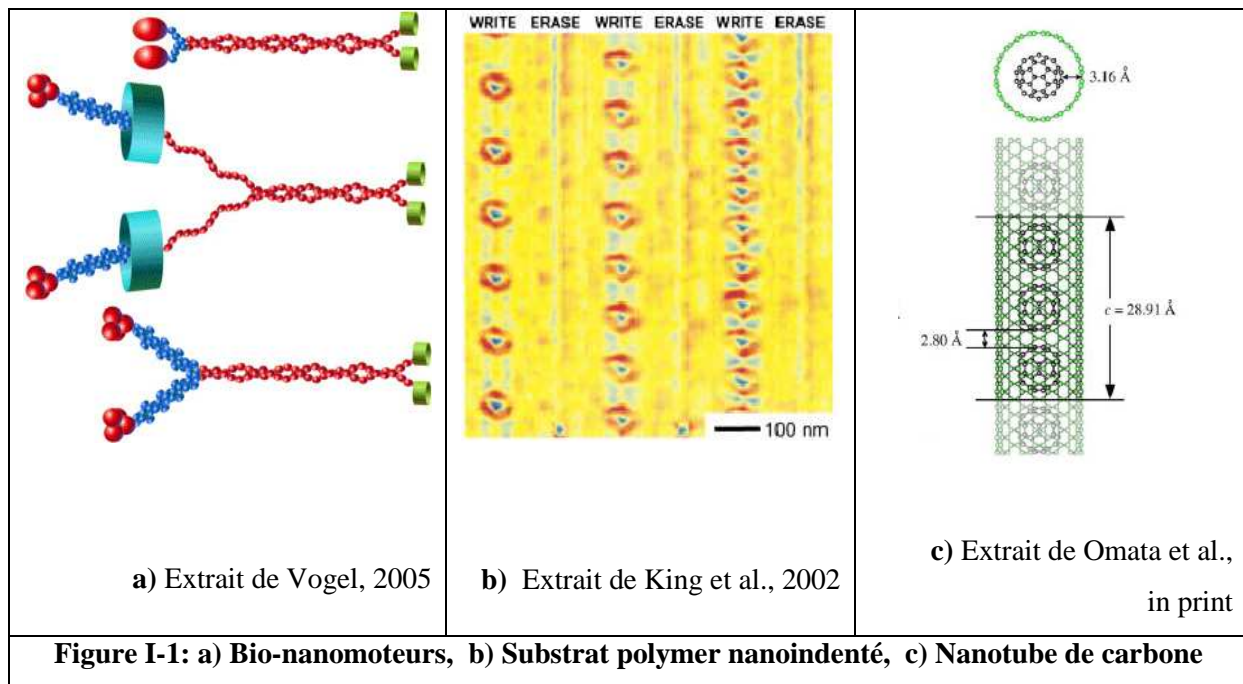 WRITE ERASE WRITE ERASE WRITE ERASE
100 nm
3.16 Å
c = 28.91 Å
2.80 Å
a) Extrait de Vogel, 2005
b) Extrait de King et al., 2002
c) Extrait de Omata et al.,
in print
Figure I-1: a) Bio-nanomoteurs, b) Substrat polymer nanoindenté, c) Nanotube de carbone